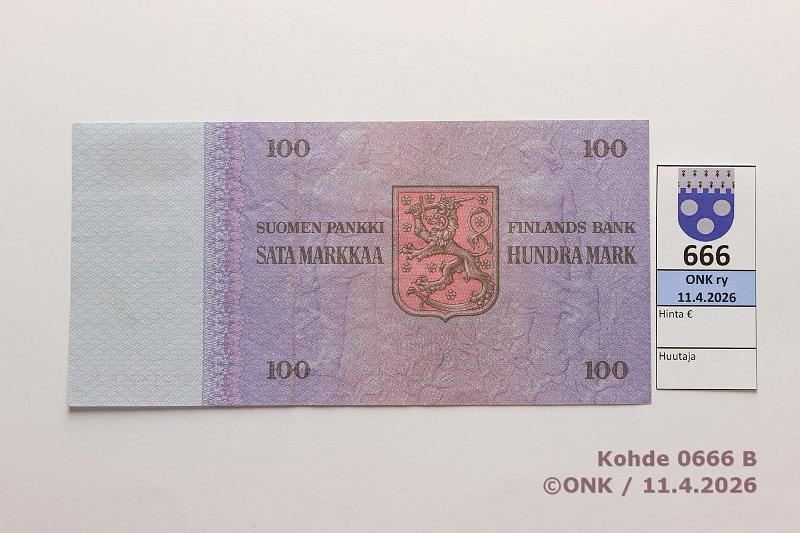 100 100
SUOMEN PANKKI FINLANDS BANK
SATA MARKKAA HUNDRA MARK
100 100
666
ONK ry
11.4.2026
Hinta €
Huutaja
Kohde 0666 B
©ONK / 11.4.2026